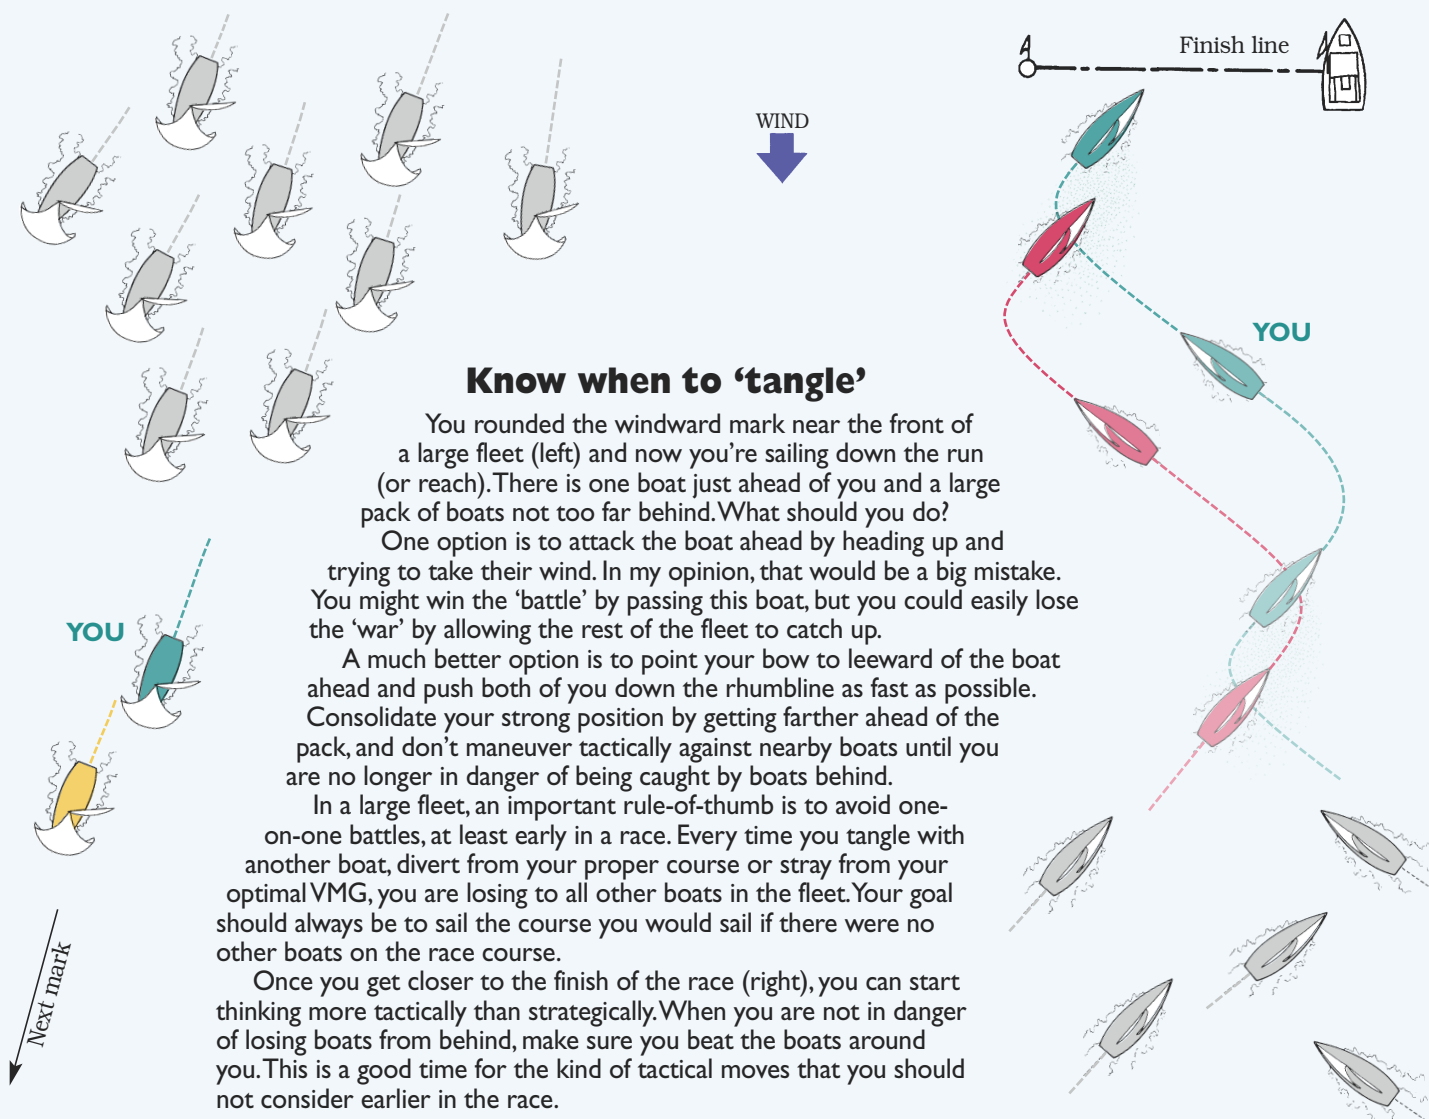 Finish line
WIND
YOU
Know when to ‘tangle’
You rounded the windward mark near the front of
a large fleet (left) and now you’re sailing down the run
(or reach). There is one boat just ahead of you and a large
pack of boats not too far behind. What should you do?
One option is to attack the boat ahead by heading up and
trying to take their wind. In my opinion, that would be a big mistake.
You might win the ‘battle’ by passing this boat, but you could easily lose
the ‘war’ by allowing the rest of the fleet to catch up.
A much better option is to point your bow to leeward of the boat
ahead and push both of you down the rhumbline as fast as possible.
Consolidate your strong position by getting farther ahead of the
pack, and don’t maneuver tactically against nearby boats until you
are no longer in danger of being caught by boats behind.
In a large fleet, an important rule-of-thumb is to avoid one-
on-one battles, at least early in a race. Every time you tangle with
another boat, divert from your proper course or stray from your
optimal VMG, you are losing to all other boats in the fleet. Your goal
should always be to sail the course you would sail if there were no
other boats on the race course.
Once you get closer to the finish of the race (right), you can start
thinking more tactically than strategically. When you are not in danger
of losing boats from behind, make sure you beat the boats around
you. This is a good time for the kind of tactical moves that you should
not consider earlier in the race.
YOU
Next mark